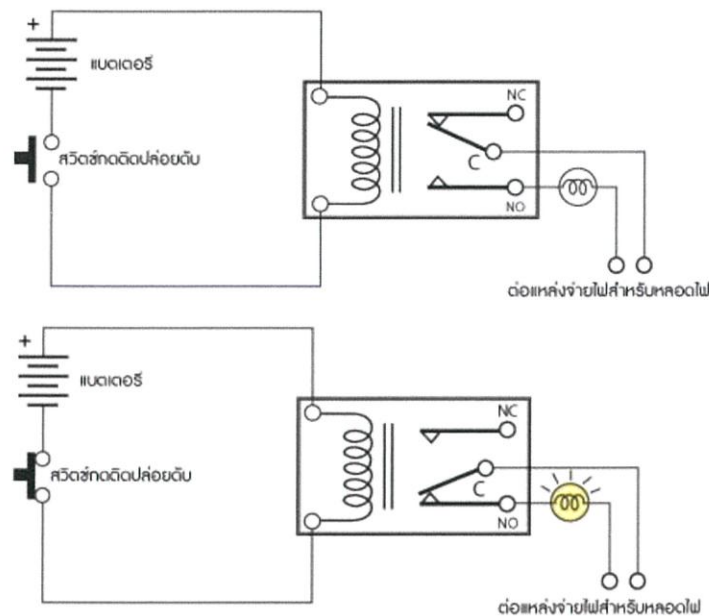 +
แบตเตอรี่
สวิตช์กดติดปล่อยดับ
NC
C
NO
ต่อแหล่งจ่ายไฟสำหรับหลอดไฟ
+
แบตเตอรี่
สวิตช์กดติดปล่อยดับ
NC
C
NO
ต่อแหล่งจ่ายไฟสำหรับหลอดไฟ